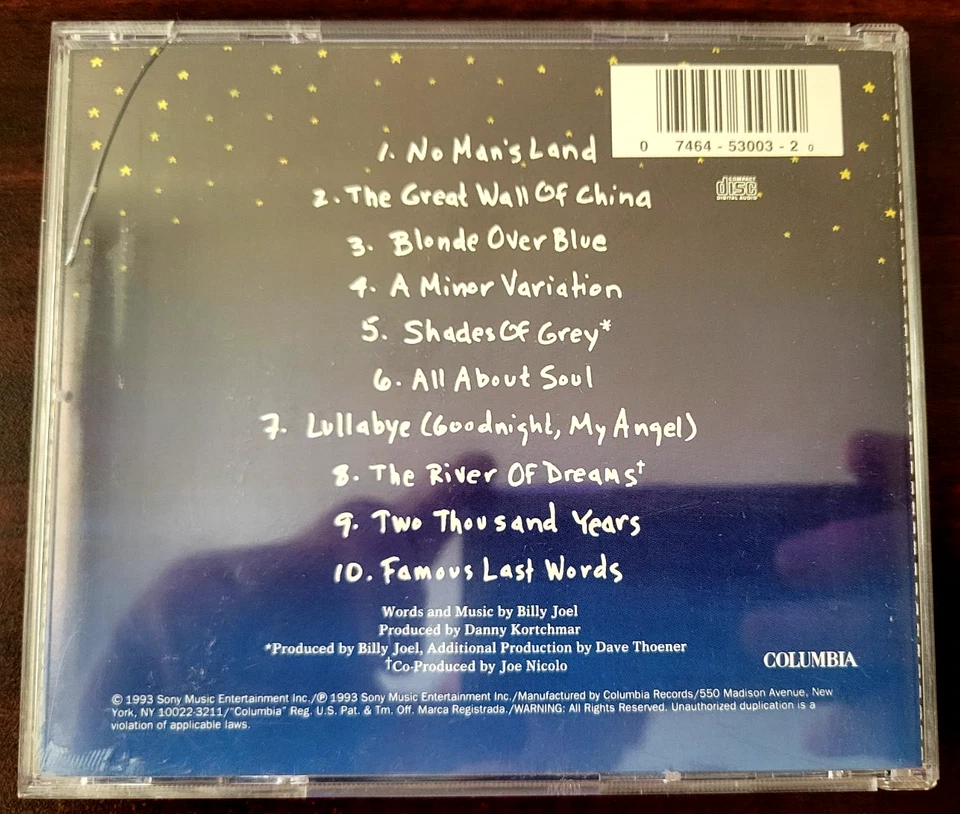 0 7464-53003-2 0
COMPACT
disc
DIGITAL AUDIO
1. No Man's Land
2. The Great Wall Of China
3. Blonde Over Blue
4. A Minor Variation
5. Shades Of Grey*
6. All About Soul
7. Lullabye (Goodnight, My Angel)
8. The River Of Dreams†
9. Two Thousand Years
10. Famous Last Words
Words and Music by Billy Joel
Produced by Danny Kortchmar
*Produced by Billy Joel, Additional Production by Dave Thoener
†Co-Produced by Joe Nicolo
COLUMBIA
© 1993 Sony Music Entertainment Inc./℗ 1993 Sony Music Entertainment Inc./Manufactured by Columbia Records/550 Madison Avenue, New
York, NY 10022-3211/"Columbia" Reg. U.S. Pat. & Tm. Off. Marca Registrada./WARNING: All Rights Reserved. Unauthorized duplication is a
violation of applicable laws.